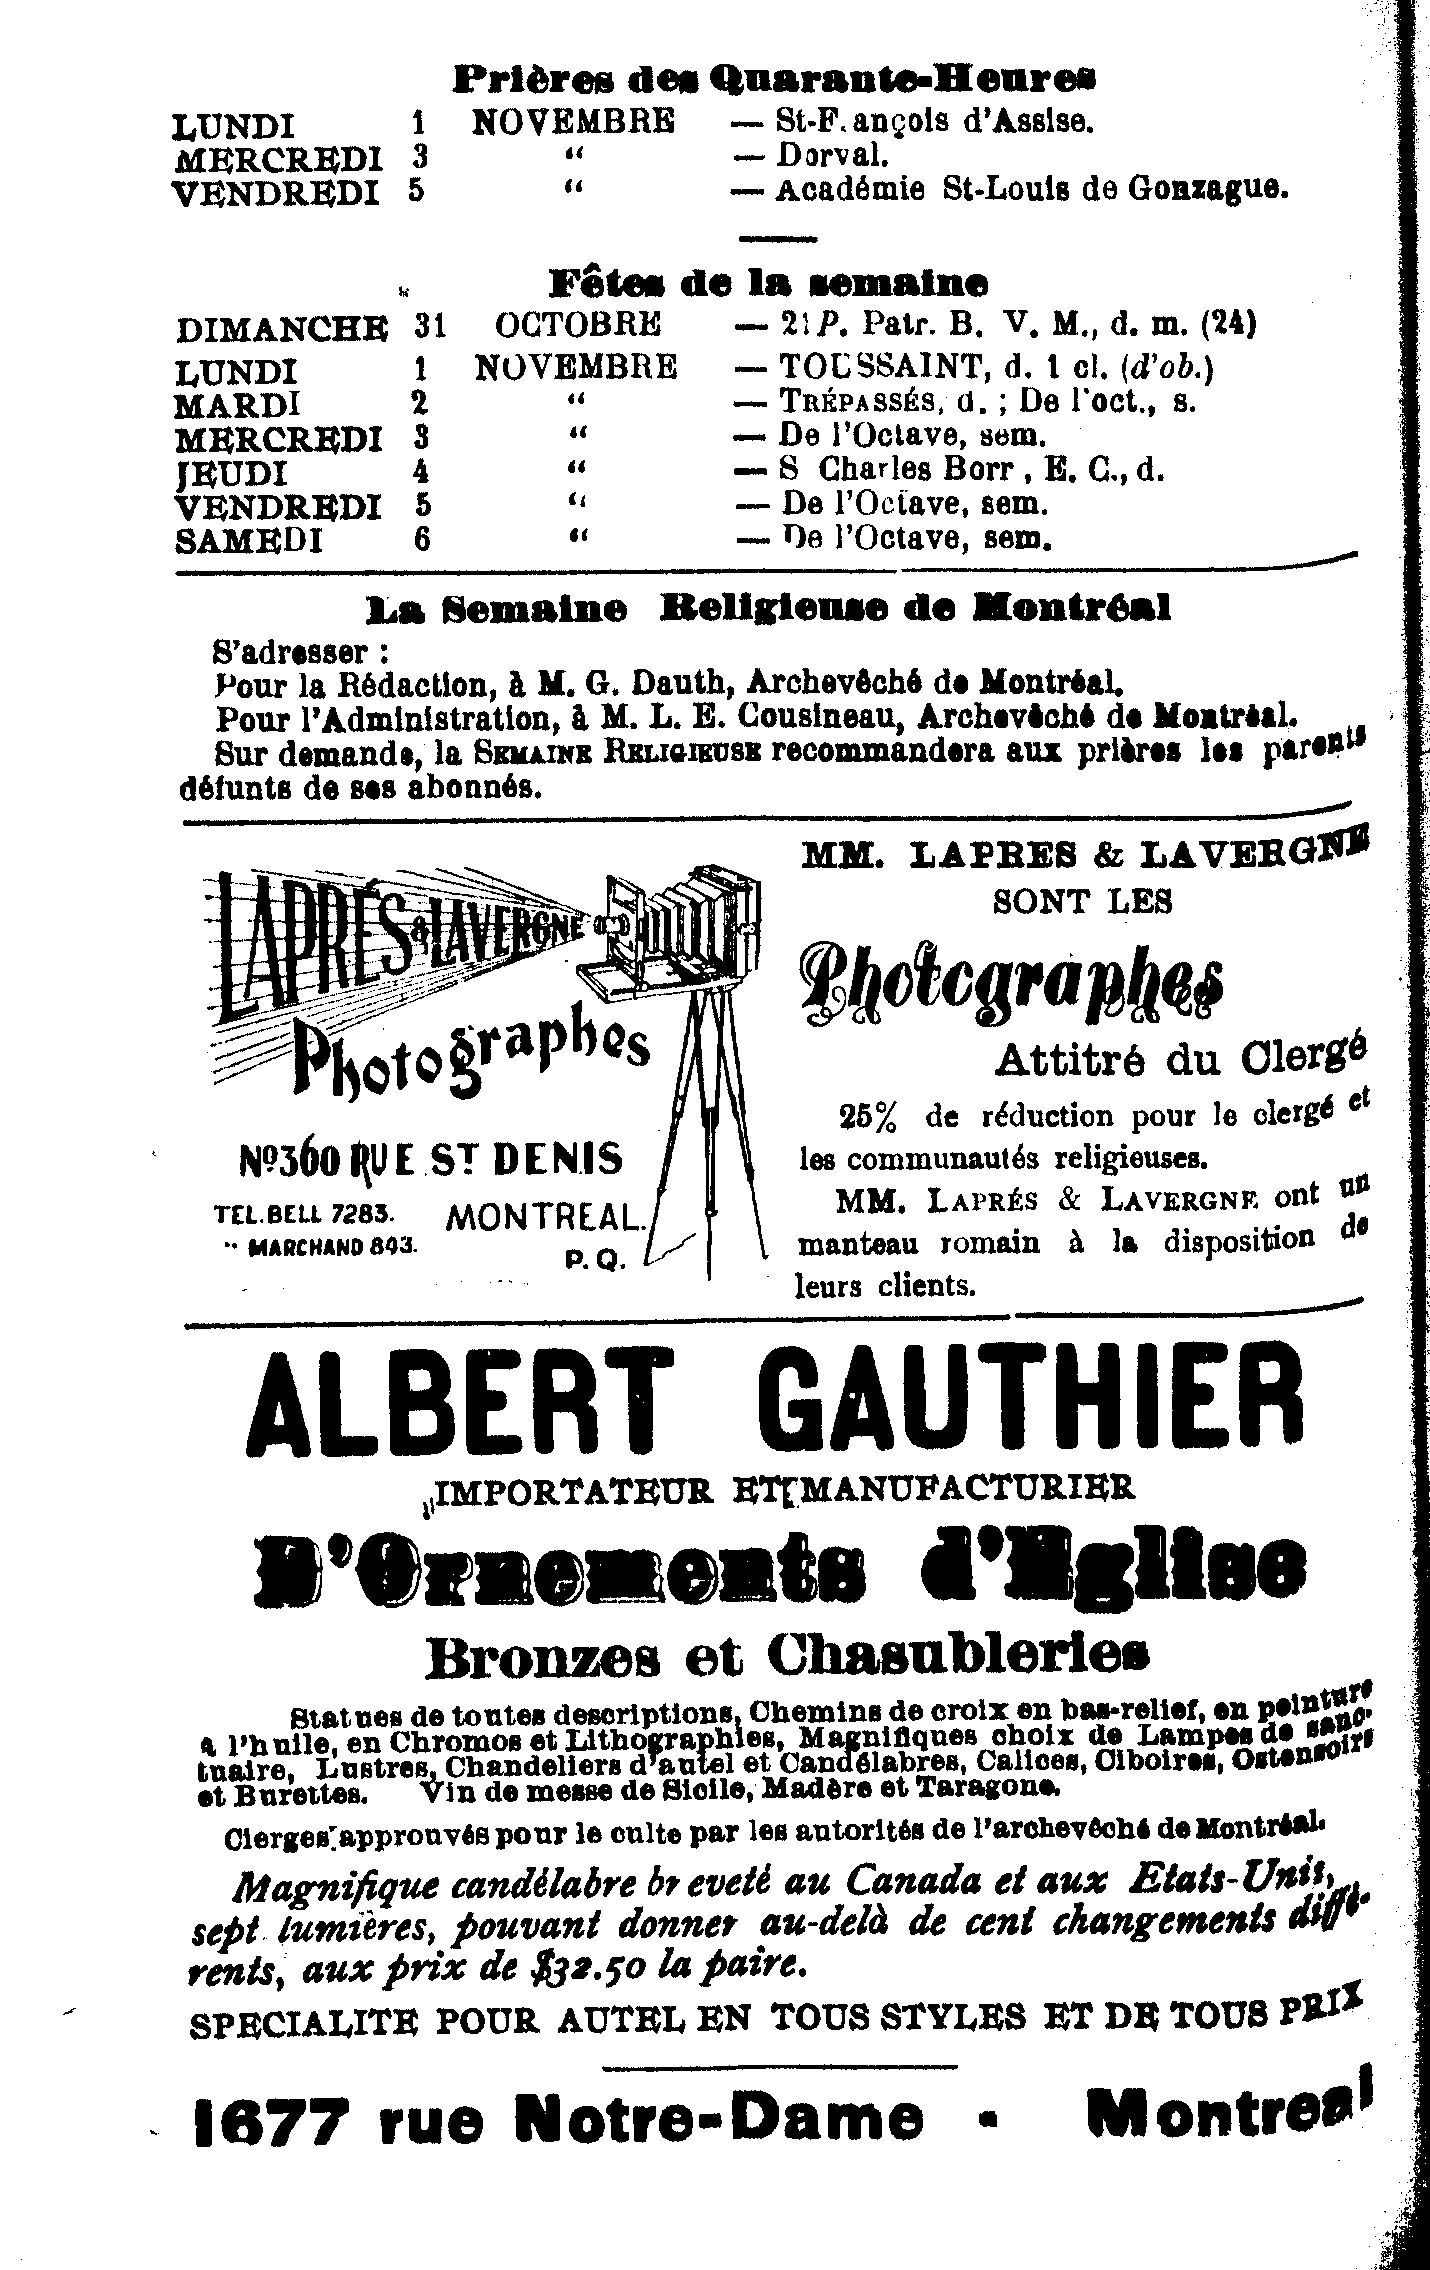 Prières des Quarante-Heures
LUNDI 1 NOVEMBRE — St-F.ançois d'Assise.
MERCREDI 3 “ — Dorval.
VENDREDI 5 “ — Académie St-Louis de Gonzague.
Fêtes de la semaine
DIMANCHE 31 OCTOBRE — 21 P. Patr. B. V. M., d. m. (24)
LUNDI 1 NOVEMBRE — TOUSSAINT, d. 1 cl. (d'ob.)
MARDI 2 “ — TRÉPASSÉS, d. ; De l'oct., s.
MERCREDI 3 “ — De l'Octave, sem.
JEUDI 4 “ — S Charles Borr , E. C., d.
VENDREDI 5 “ — De l'Octave, sem.
SAMEDI 6 “ — De l'Octave, sem.
La Semaine Religieuse de Montréal
S'adresser :
Pour la Rédaction, à M. G. Dauth, Archevêché de Montréal.
Pour l'Administration, à M. L. E. Cousineau, Archevêché de Montréal.
Sur demande, la SEMAINE RELIGIEUSE recommandera aux prières les parents
défunts de ses abonnés.
LAPRÉS & LAVERGNE
Photographes
No 360 RUE ST DENIS
TEL. BELL 7283.
“ MARCHAND 803.
MONTREAL.
P. Q.
MM. LAPRES & LAVERGNE
SONT LES
Photographes
Attitré du Clergé
25% de réduction pour le clergé et
les communautés religieuses.
MM. LAPRÉS & LAVERGNE ont un
manteau romain à la disposition de
leurs clients.
ALBERT GAUTHIER
IMPORTATEUR ET MANUFACTURIER
D'Ornements d'Eglise
Bronzes et Chasubleries
Statues de toutes descriptions, Chemins de croix en bas-relief, en peinture
à l'huile, en Chromos et Lithographies, Magnifiques choix de Lampes de sanc-
tuaire, Lustres, Chandeliers d'autel et Candélabres, Calices, Ciboires, Ostensoirs
et Burettes. Vin de messe de Sicile, Madère et Taragone.
Cierges approuvés pour le culte par les autorités de l'archevêché de Montréal.
Magnifique candélabre breveté au Canada et aux Etats-Unis,
sept lumières, pouvant donner au-delà de cent changements diffé-
rents, aux prix de $32.50 la paire.
SPECIALITE POUR AUTEL EN TOUS STYLES ET DE TOUS PRIX
1677 rue Notre-Dame - Montreal